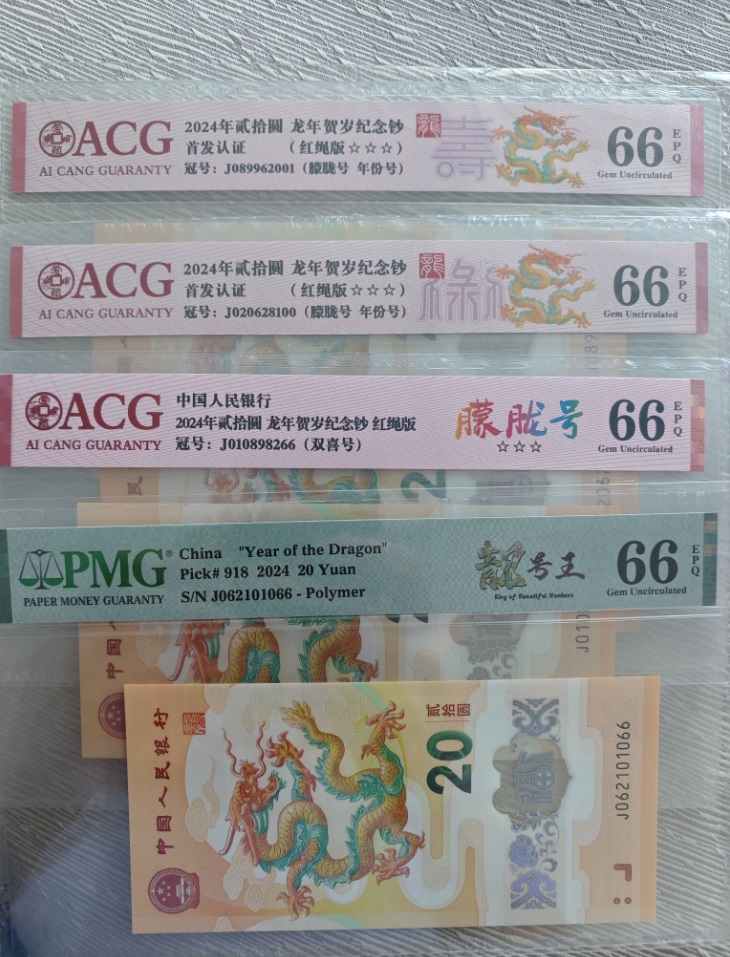 ACG
AI CANG GUARANTY
2024年贰拾圆 龙年贺岁纪念钞
首发认证 （红绳版☆☆☆）
冠号：J089962001（朦胧号 年份号）
龍
壽
66
EPQ
Gem Uncirculated
ACG
AI CANG GUARANTY
2024年贰拾圆 龙年贺岁纪念钞
首发认证 （红绳版☆☆☆）
冠号：J020628100（朦胧号 年份号）
龍
祿
66
EPQ
Gem Uncirculated
ACG
AI CANG GUARANTY
中国人民银行
2024年贰拾圆 龙年贺岁纪念钞 红绳版
冠号：J010898266（双喜号）
朦胧号
☆☆☆
66
EPQ
Gem Uncirculated
PMG®
PAPER MONEY GUARANTY
China "Year of the Dragon"
Pick# 918 2024 20 Yuan
S/N J062101066 - Polymer
靓号王
King of Beautiful Numbers
66
EPQ
Gem Uncirculated
中国
J010
中国人民银行
贰拾圆
20
福
J062101066